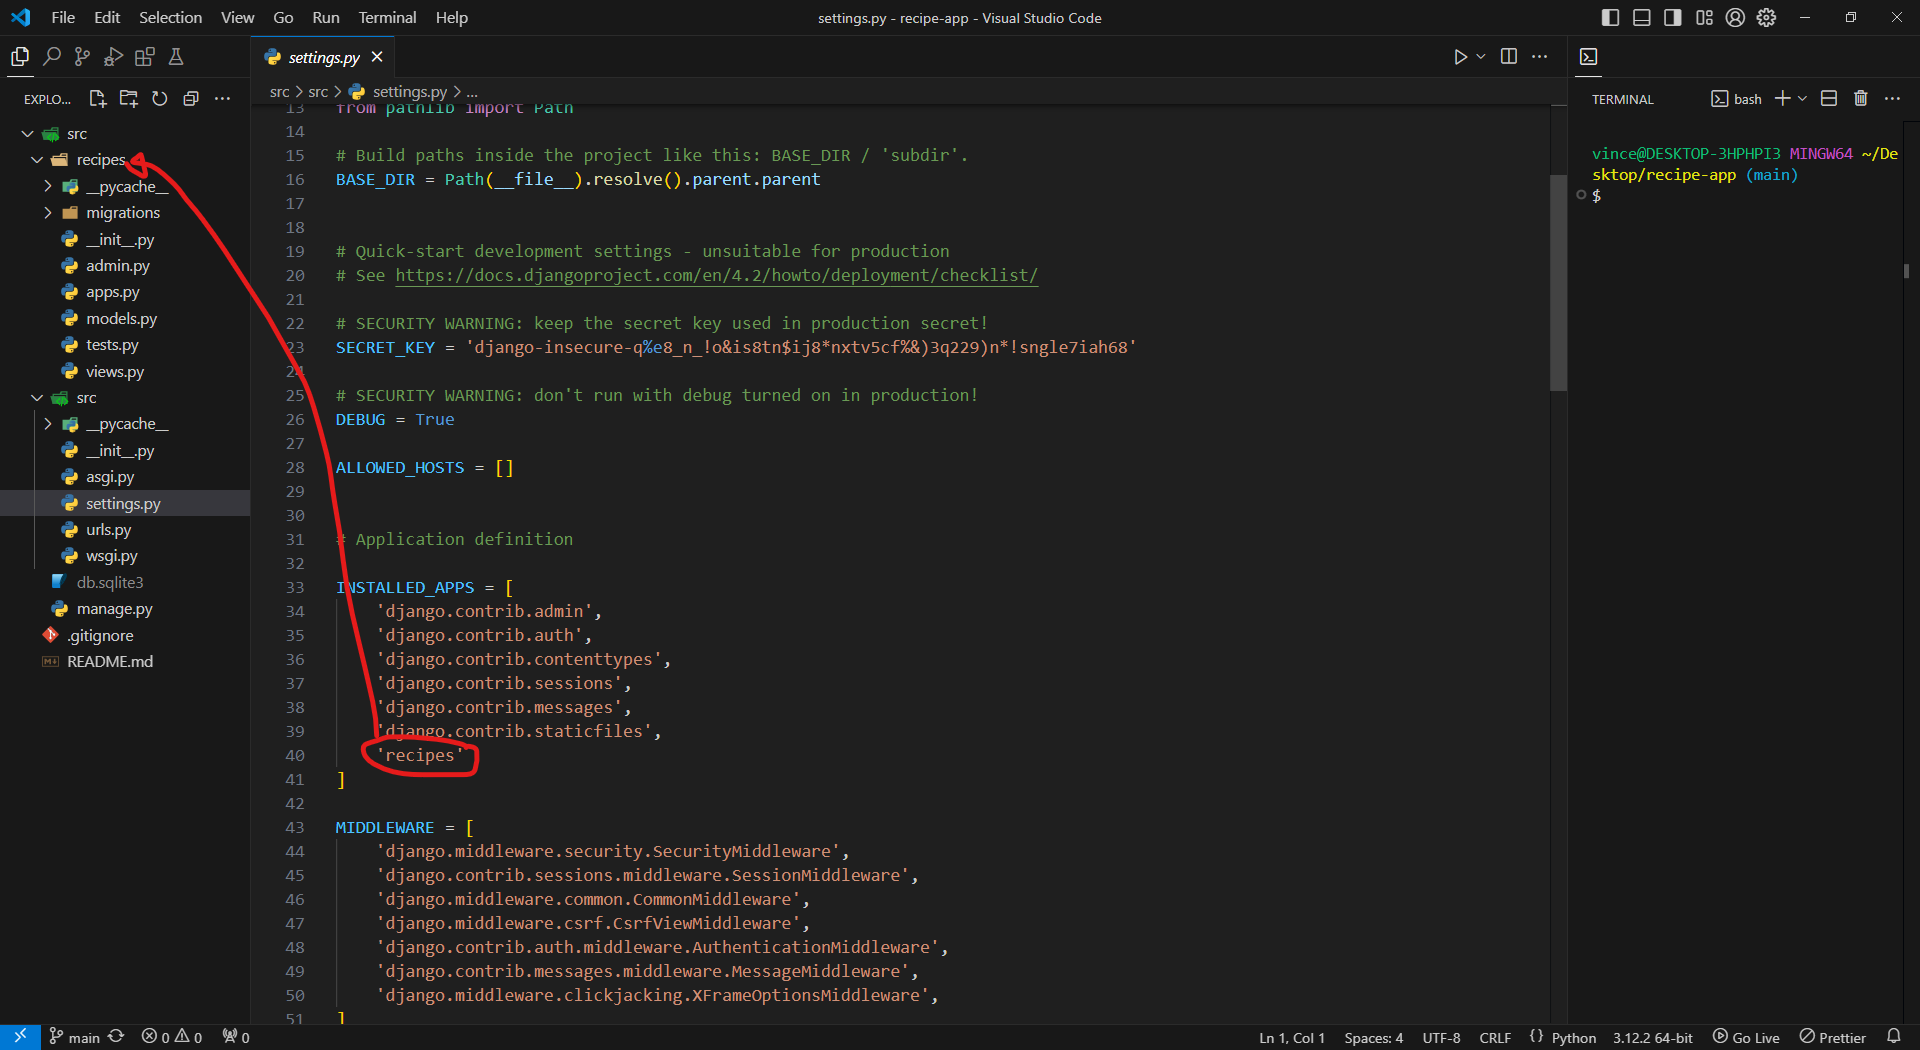 File Edit Selection View Go Run Terminal Help
settings.py - recipe-app - Visual Studio Code
EXPLO...
src
recipes
__pycache__
migrations
__init__.py
admin.py
apps.py
models.py
tests.py
views.py
src
__pycache__
__init__.py
asgi.py
settings.py
urls.py
wsgi.py
db.sqlite3
manage.py
.gitignore
README.md
settings.py
src > src > settings.py > ...
13 from pathlib import Path
14
15 # Build paths inside the project like this: BASE_DIR / 'subdir'.
16 BASE_DIR = Path(__file__).resolve().parent.parent
17
18
19 # Quick-start development settings - unsuitable for production
20 # See https://docs.djangoproject.com/en/4.2/howto/deployment/checklist/
21
22 # SECURITY WARNING: keep the secret key used in production secret!
23 SECRET_KEY = 'django-insecure-q%e8_n_!o&is8tn$ij8*nxtv5cf%&)3q229)n*!sngle7iah68'
24
25 # SECURITY WARNING: don't run with debug turned on in production!
26 DEBUG = True
27
28 ALLOWED_HOSTS = []
29
30
31 # Application definition
32
33 INSTALLED_APPS = [
34 'django.contrib.admin',
35 'django.contrib.auth',
36 'django.contrib.contenttypes',
37 'django.contrib.sessions',
38 'django.contrib.messages',
39 'django.contrib.staticfiles',
40 'recipes'
41 ]
42
43 MIDDLEWARE = [
44 'django.middleware.security.SecurityMiddleware',
45 'django.contrib.sessions.middleware.SessionMiddleware',
46 'django.middleware.common.CommonMiddleware',
47 'django.middleware.csrf.CsrfViewMiddleware',
48 'django.contrib.auth.middleware.AuthenticationMiddleware',
49 'django.contrib.messages.middleware.MessageMiddleware',
50 'django.middleware.clickjacking.XFrameOptionsMiddleware',
51 ]
TERMINAL
bash
vince@DESKTOP-3HPHPI3 MINGW64 ~/De
sktop/recipe-app (main)
$
main 0 0 0
Ln 1, Col 1 Spaces: 4 UTF-8 CRLF {} Python 3.12.2 64-bit Go Live Prettier